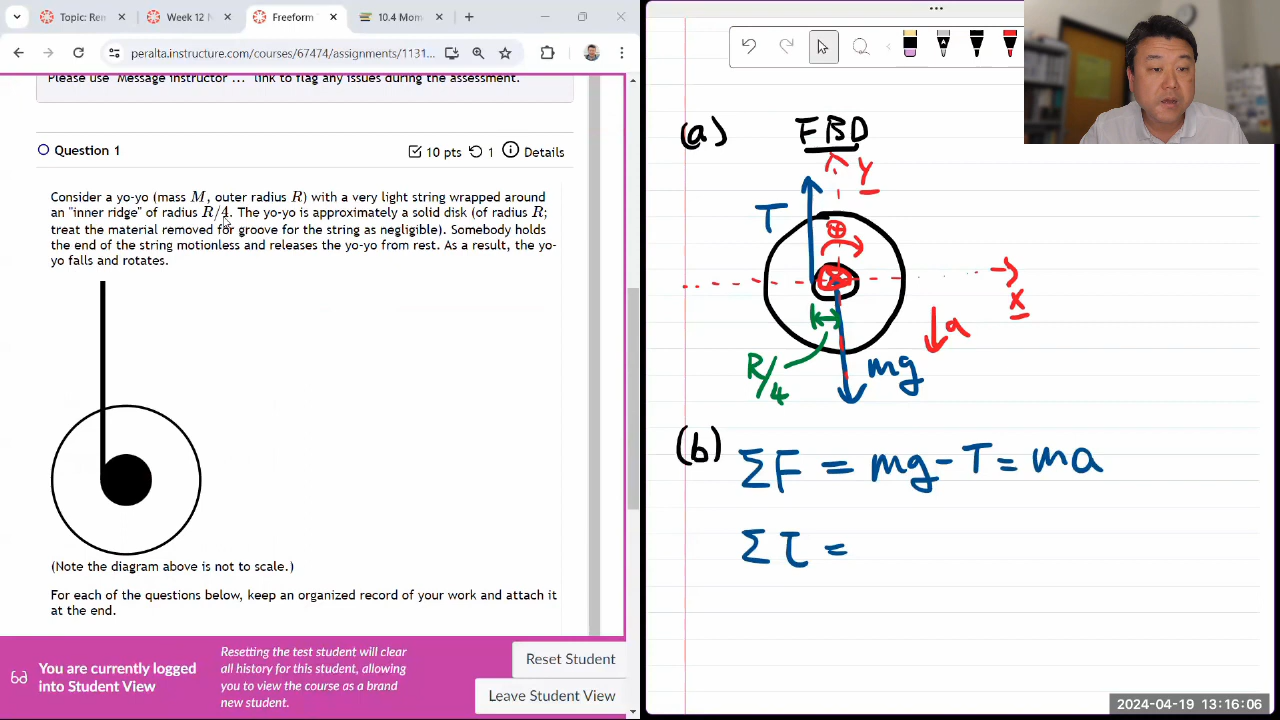 Topic: Rem
Week 12
Freeform
10.4 Mom
peralta.instructure.com/courses/
4/assignments/1131...
Please use "Message instructor ..." link to flag any issues during the assessment.
Question 1
10 pts
1
Details
Consider a yo-yo (mass M, outer radius R) with a very light string wrapped around
an "inner ridge" of radius R/4. The yo-yo is approximately a solid disk (of radius R;
treat the material removed for groove for the string as negligible). Somebody holds
the end of the string motionless and releases the yo-yo from rest. As a result, the yo-
yo falls and rotates.
(Note the diagram above is not to scale.)
For each of the questions below, keep an organized record of your work and attach it
at the end.
You are currently logged
into Student View
Resetting the test student will clear
all history for this student, allowing
you to view the course as a brand
new student.
Reset Student
Leave Student View
(a) FBD
y
T
x
a
R/4
mg
(b) ΣF = mg - T = ma
Στ =
2024-04-19 13:16:06